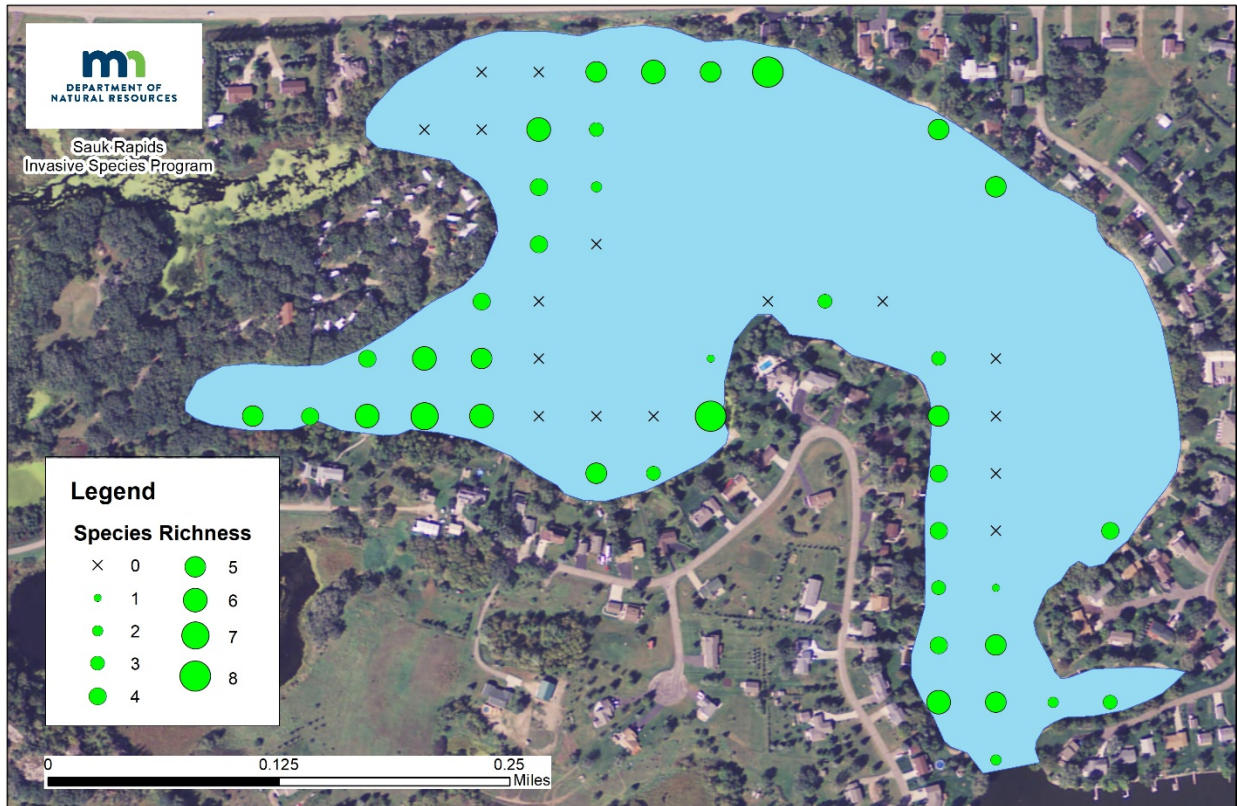 mn
DEPARTMENT OF
NATURAL RESOURCES
Sauk Rapids
Invasive Species Program
Legend
Species Richness
0
1
2
3
4
5
6
7
8
0 0.125 0.25
Miles